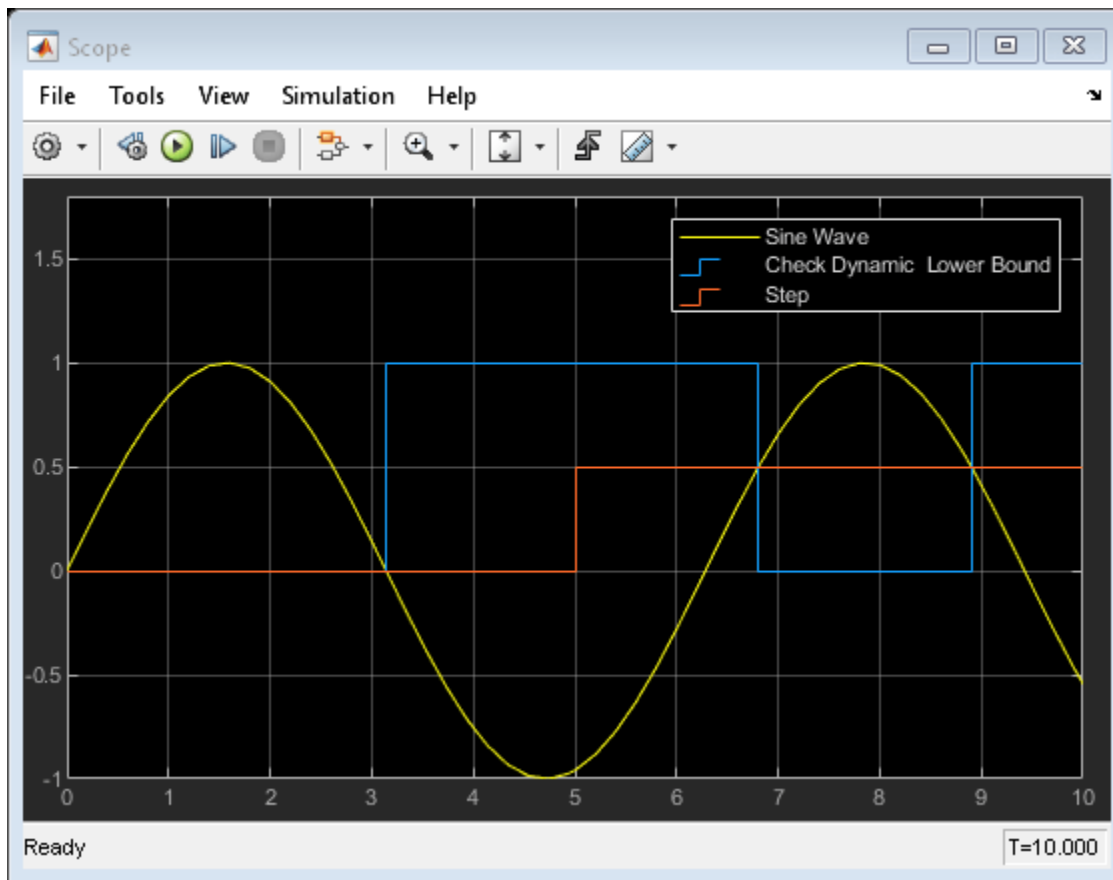 Scope
File Tools View Simulation Help
Sine Wave
Check Dynamic  Lower Bound
Step
1.5
1
0.5
0
-0.5
-1
0 1 2 3 4 5 6 7 8 9 10
Ready T=10.000